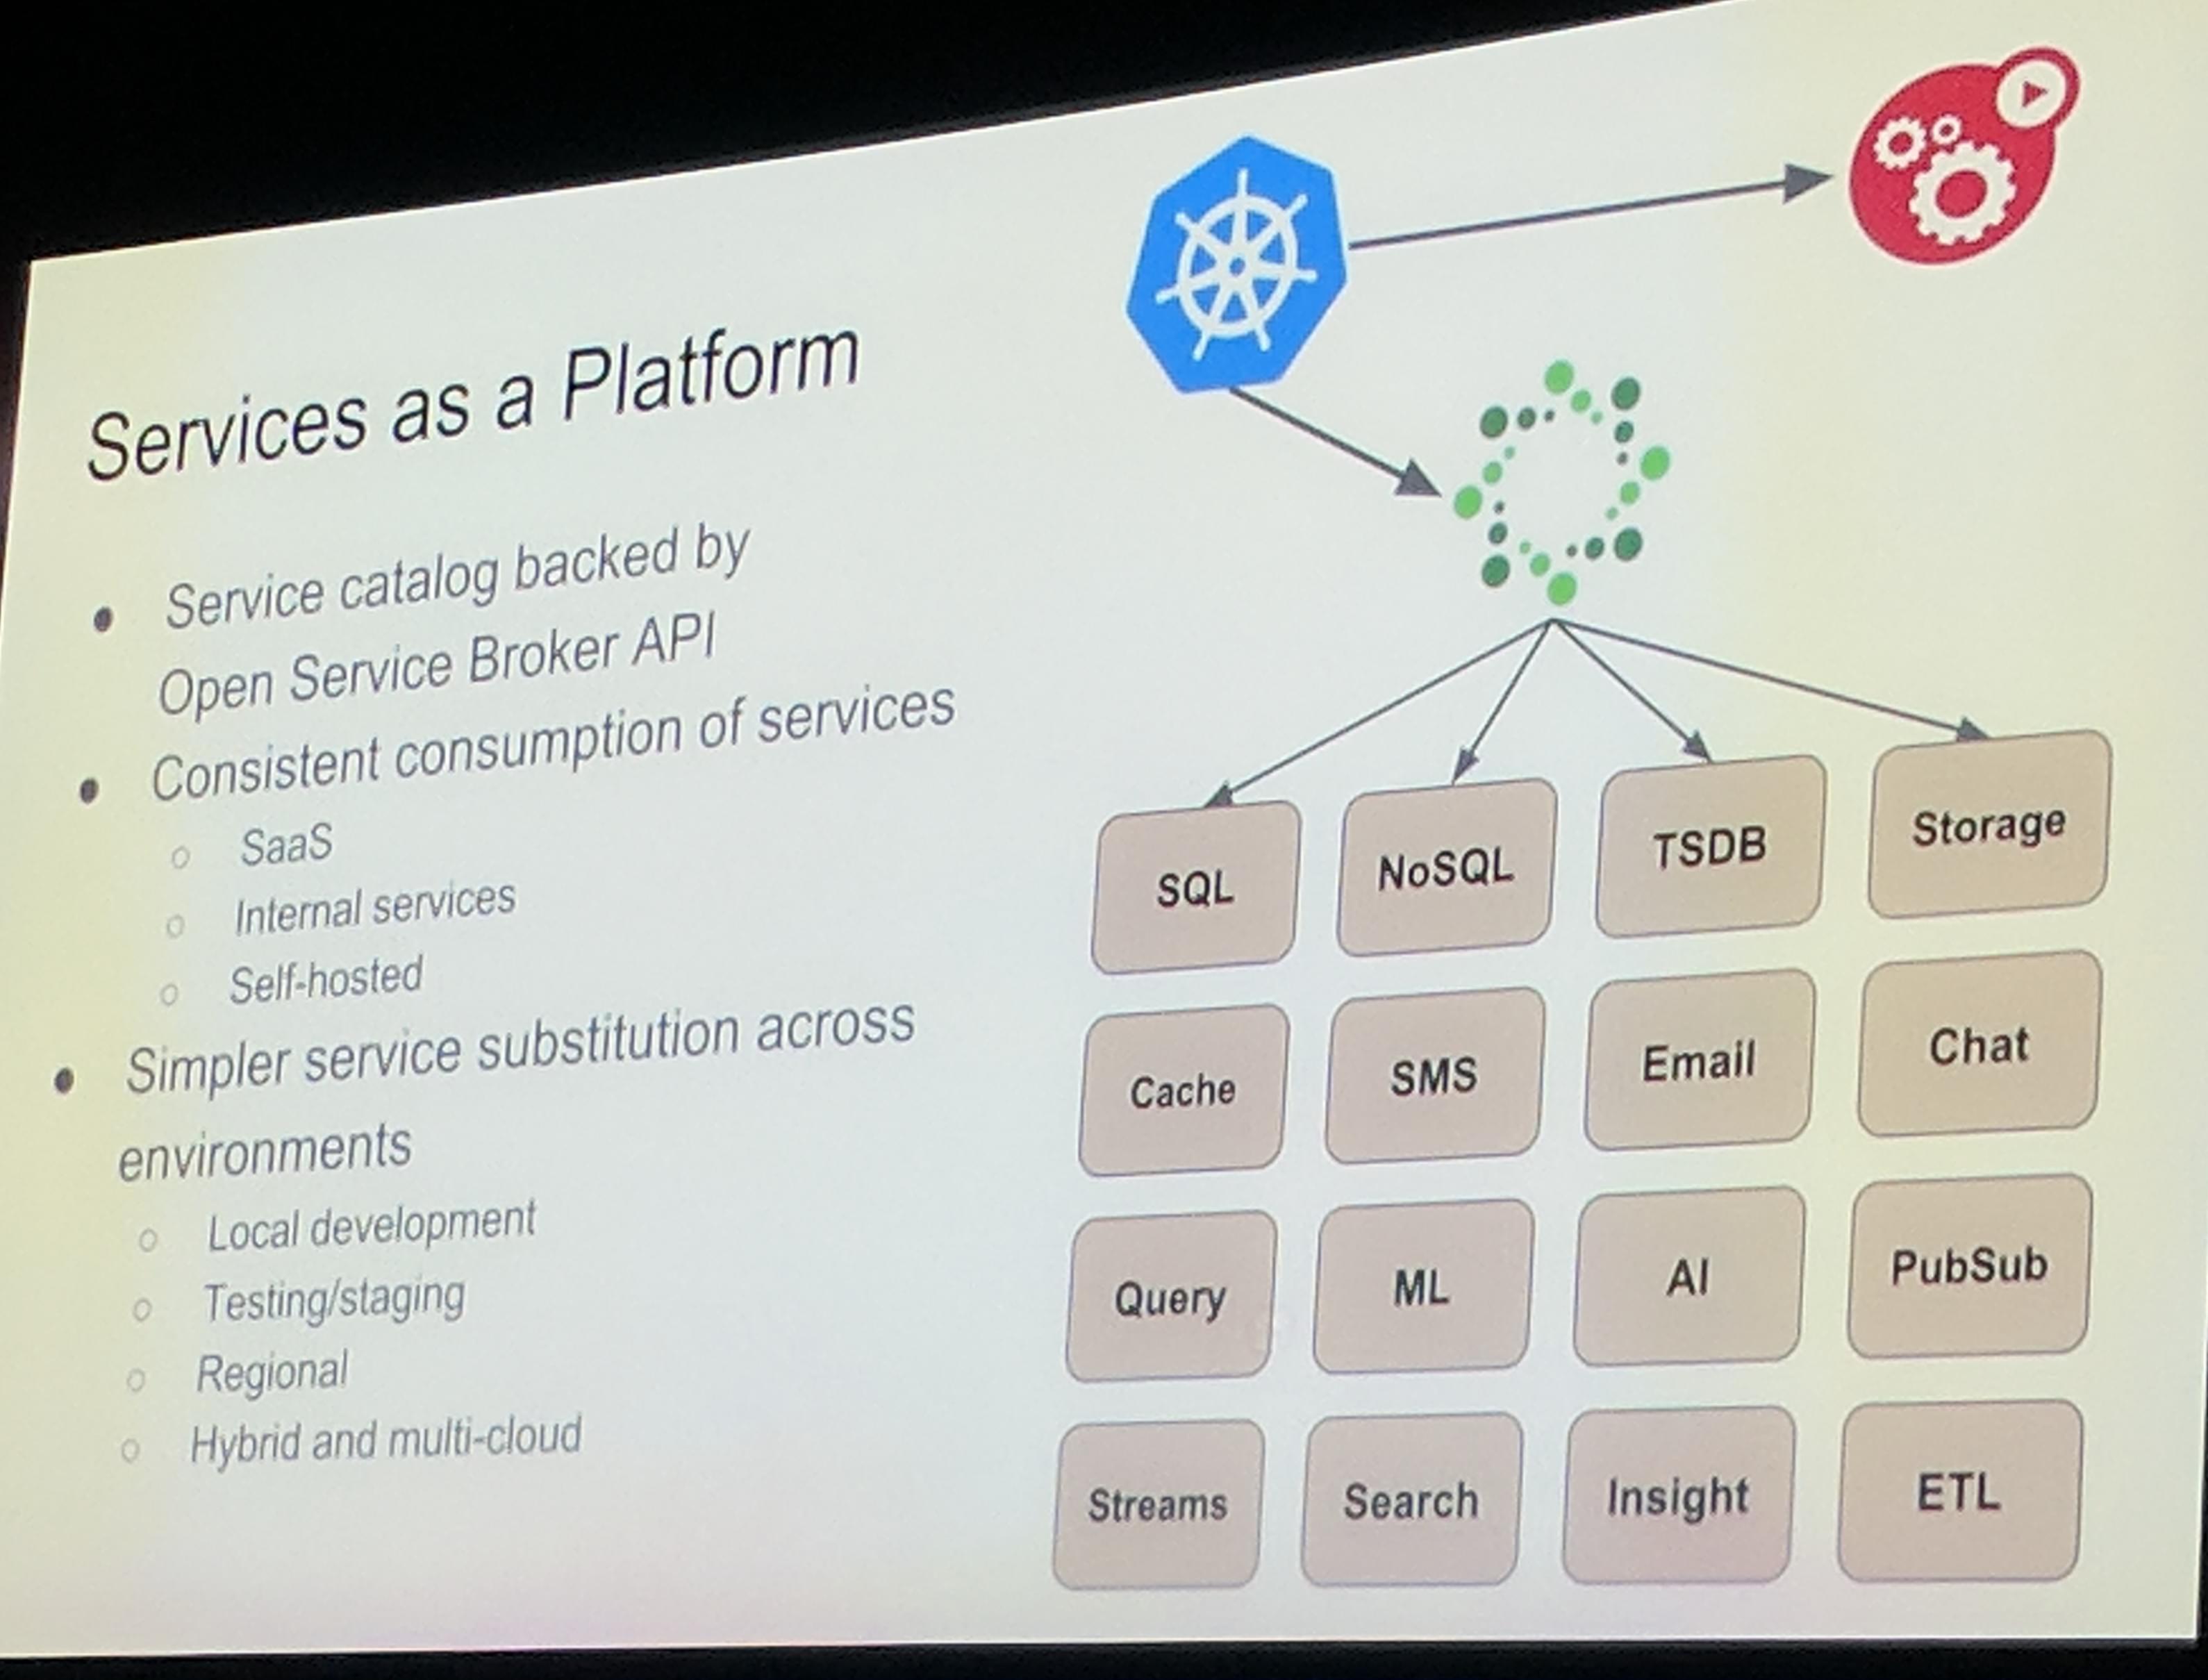 Services as a Platform
● Service catalog backed by
Open Service Broker API
● Consistent consumption of services
○ SaaS
○ Internal services
○ Self-hosted
● Simpler service substitution across
environments
○ Local development
○ Testing/staging
○ Regional
○ Hybrid and multi-cloud
SQL
NoSQL
TSDB
Storage
Cache
SMS
Email
Chat
Query
ML
AI
PubSub
Streams
Search
Insight
ETL